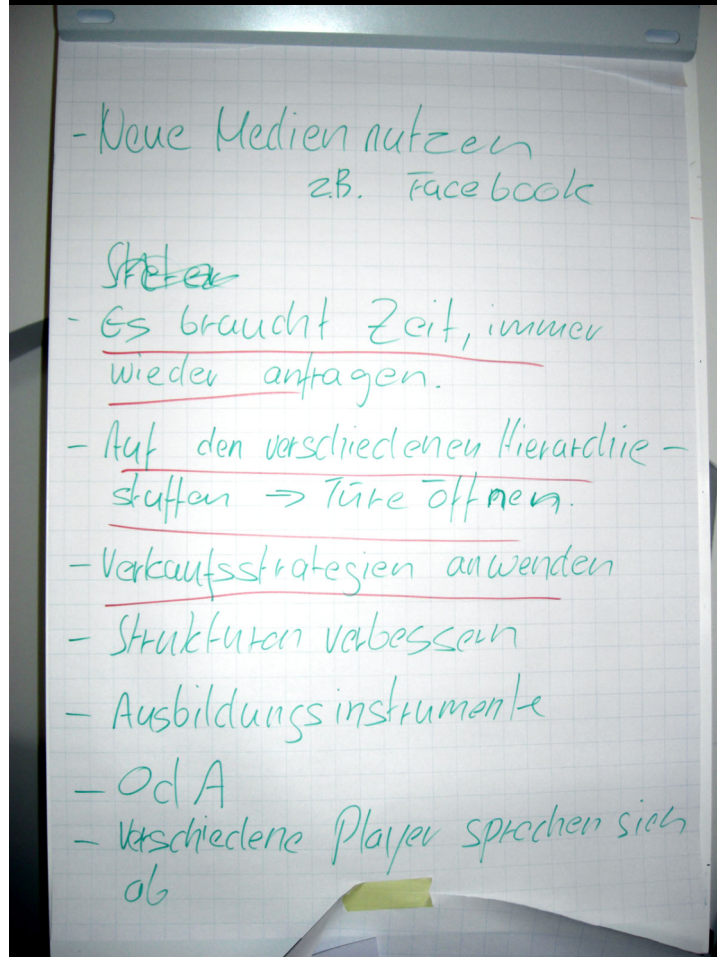 - Neue Medien nutzen
z.B. Facebook
- Es braucht Zeit, immer
wieder anfragen.
- Auf den verschiedenen Hierarchie -
stuffen ⇒ Türe öffnen.
- Verkaufsstrategien anwenden
- Strukturen verbessern
- Ausbildungsinstrumente
- OdA
- Verschiedene Player sprechen sich
ab